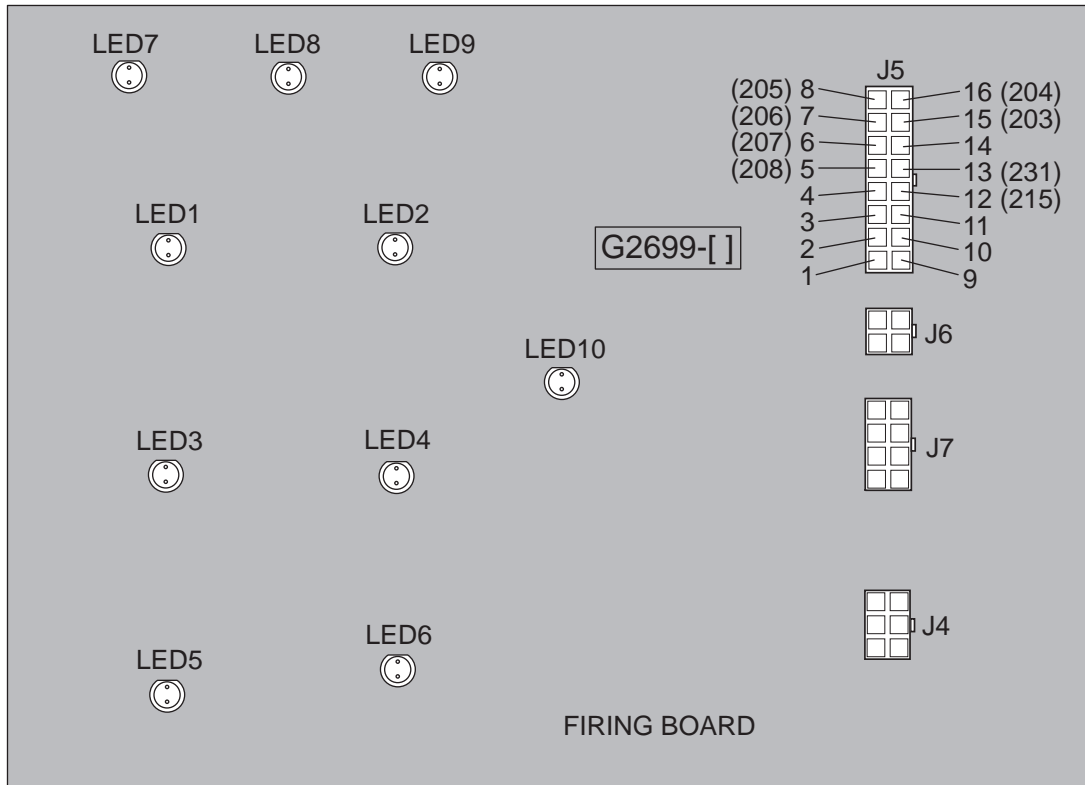 LED7
LED8
LED9
J5
(205) 8
16 (204)
(206) 7
15 (203)
(207) 6
14
(208) 5
13 (231)
4
12 (215)
3
11
2
10
1
9
LED1
LED2
G2699-[ ]
J6
LED10
LED3
LED4
J7
J4
LED5
LED6
FIRING BOARD